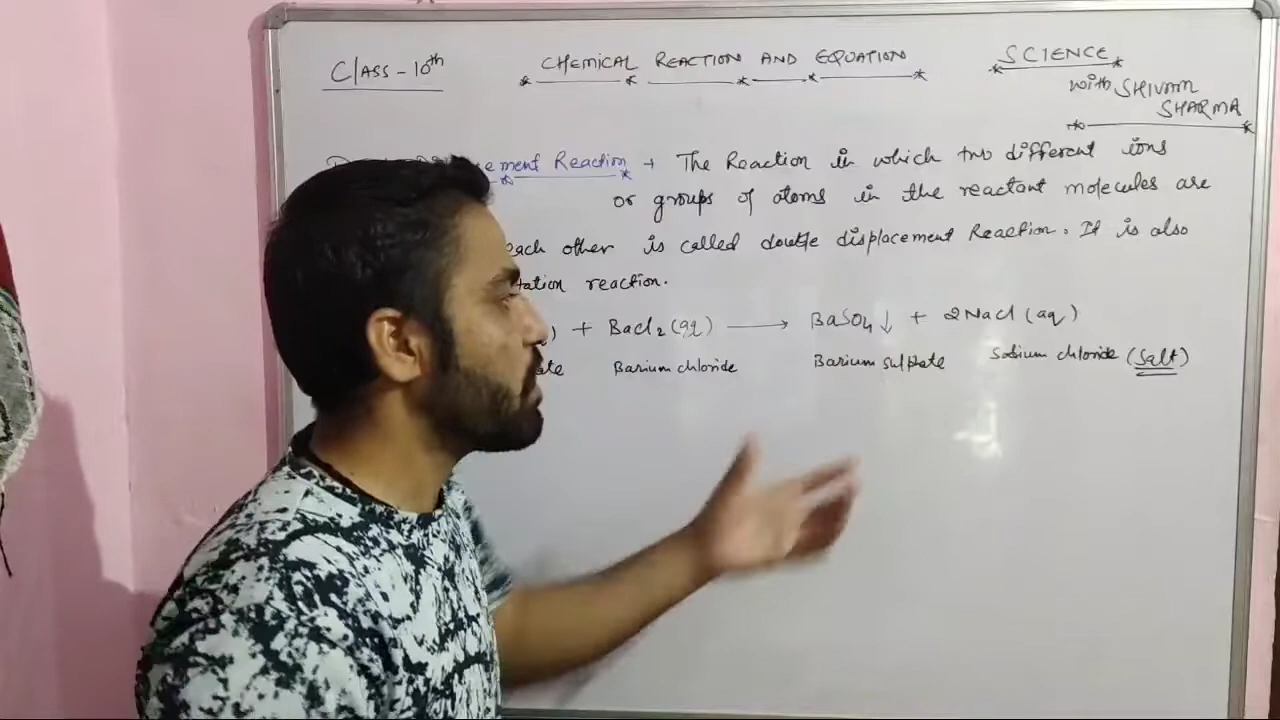 Class - 10th
CHEMICAL REACTION AND EQUATION
SCIENCE
with SHIVAM
SHARMA
ement Reaction → The Reaction in which two different ions
or groups of atoms in the reactant molecules are
each other is called double displacement Reaction. It is also
tation reaction.
) + BaCl2 (aq) ⟶ BaSO4 ↓ + 2NaCl (aq)
ate Barium chloride Barium sulphate Sodium chloride (Salt)